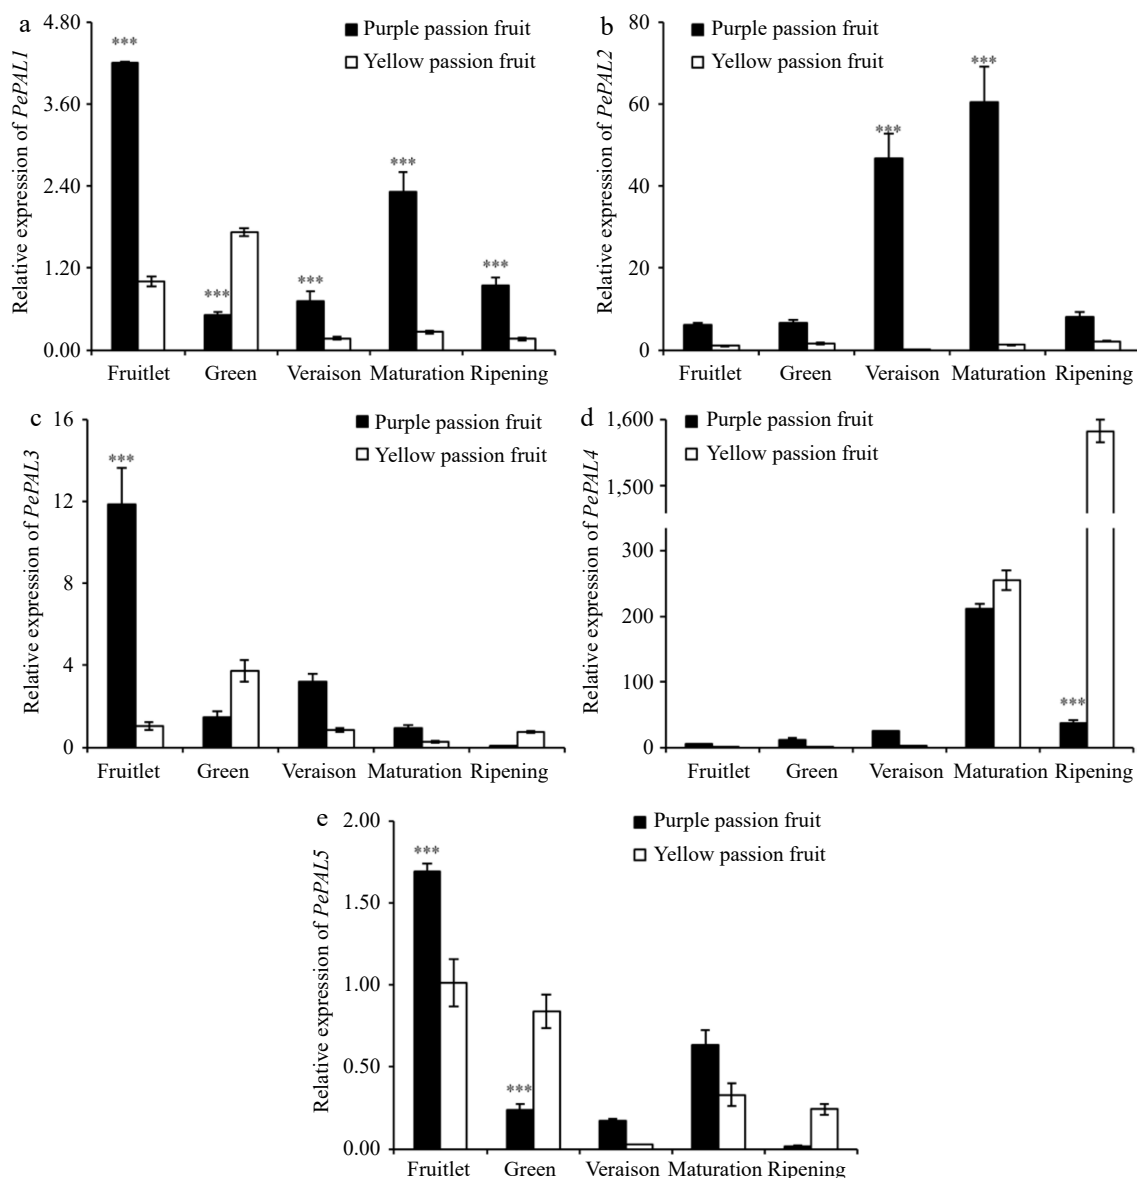 a
Relative expression of PePAL1
4.80
3.60
2.40
1.20
0.00
***
***
***
***
***
Purple passion fruit
Yellow passion fruit
Fruitlet Green Veraison Maturation Ripening
b
Relative expression of PePAL2
80
60
40
20
0
***
***
Purple passion fruit
Yellow passion fruit
Fruitlet Green Veraison Maturation Ripening
c
Relative expression of PePAL3
16
12
8
4
0
***
Purple passion fruit
Yellow passion fruit
Fruitlet Green Veraison Maturation Ripening
d
Relative expression of PePAL4
1,600
1,500
300
200
100
0
***
Purple passion fruit
Yellow passion fruit
Fruitlet Green Veraison Maturation Ripening
e
Relative expression of PePAL5
2.00
1.50
1.00
0.50
0.00
***
***
Purple passion fruit
Yellow passion fruit
Fruitlet Green Veraison Maturation Ripening